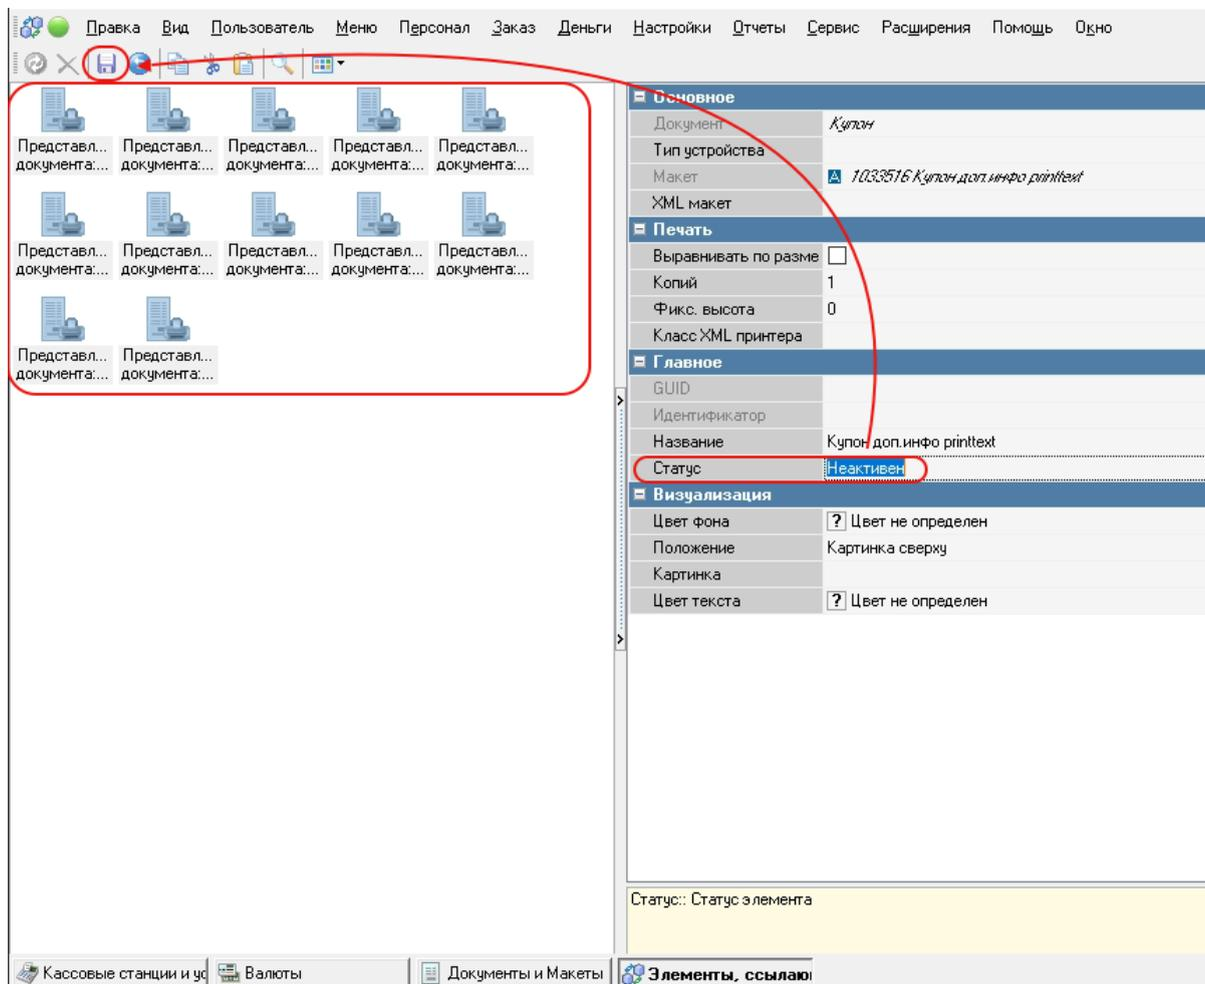 Правка Вид Пользователь Меню Персонал Заказ Деньги Настройки Отчеты Сервис Расширения Помощь Окно
Представл... Представл... Представл... Представл... Представл...
документа:... документа:... документа:... документа:... документа:...
Представл... Представл... Представл... Представл... Представл...
документа:... документа:... документа:... документа:... документа:...
Представл... Представл...
документа:... документа:...
Основное
Документ Купон
Тип устройства
Макет A 1033516 Купон доп.инфо printtext
XML макет
Печать
Выравнивать по разме
Копий 1
Фикс. высота 0
Класс XML принтера
Главное
GUID
Идентификатор
Название Купон доп.инфо printtext
Статус Неактивен
Визуализация
Цвет фона ? Цвет не определен
Положение Картинка сверху
Картинка
Цвет текста ? Цвет не определен
Статус:: Статус элемента
Кассовые станции и ус Валюты Документы и Макеты Элементы, ссылаю